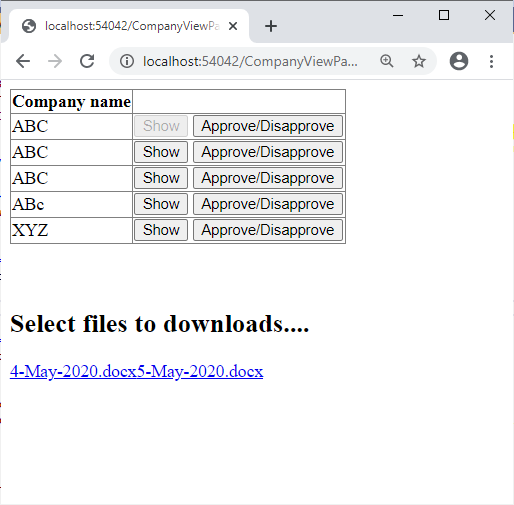 localhost:54042/CompanyViewPa
localhost:54042/CompanyViewPa...
Company name
ABC Show Approve/Disapprove
ABC Show Approve/Disapprove
ABC Show Approve/Disapprove
ABc Show Approve/Disapprove
XYZ Show Approve/Disapprove
Select files to downloads....
4-May-2020.docx5-May-2020.docx